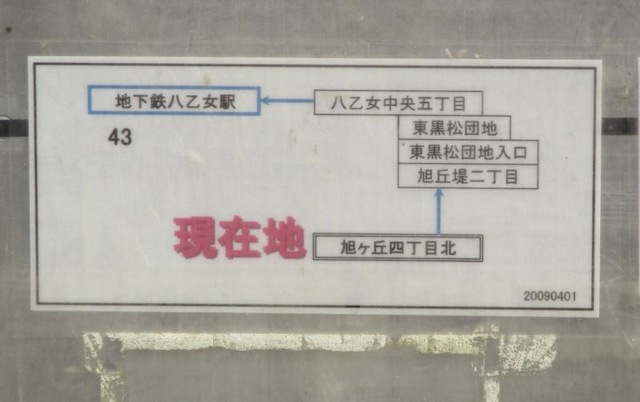 地下鉄八乙女駅
八乙女中央五丁目
43
東黒松団地
東黒松団地入口
旭丘堤二丁目
現在地
旭ヶ丘四丁目北
20090401